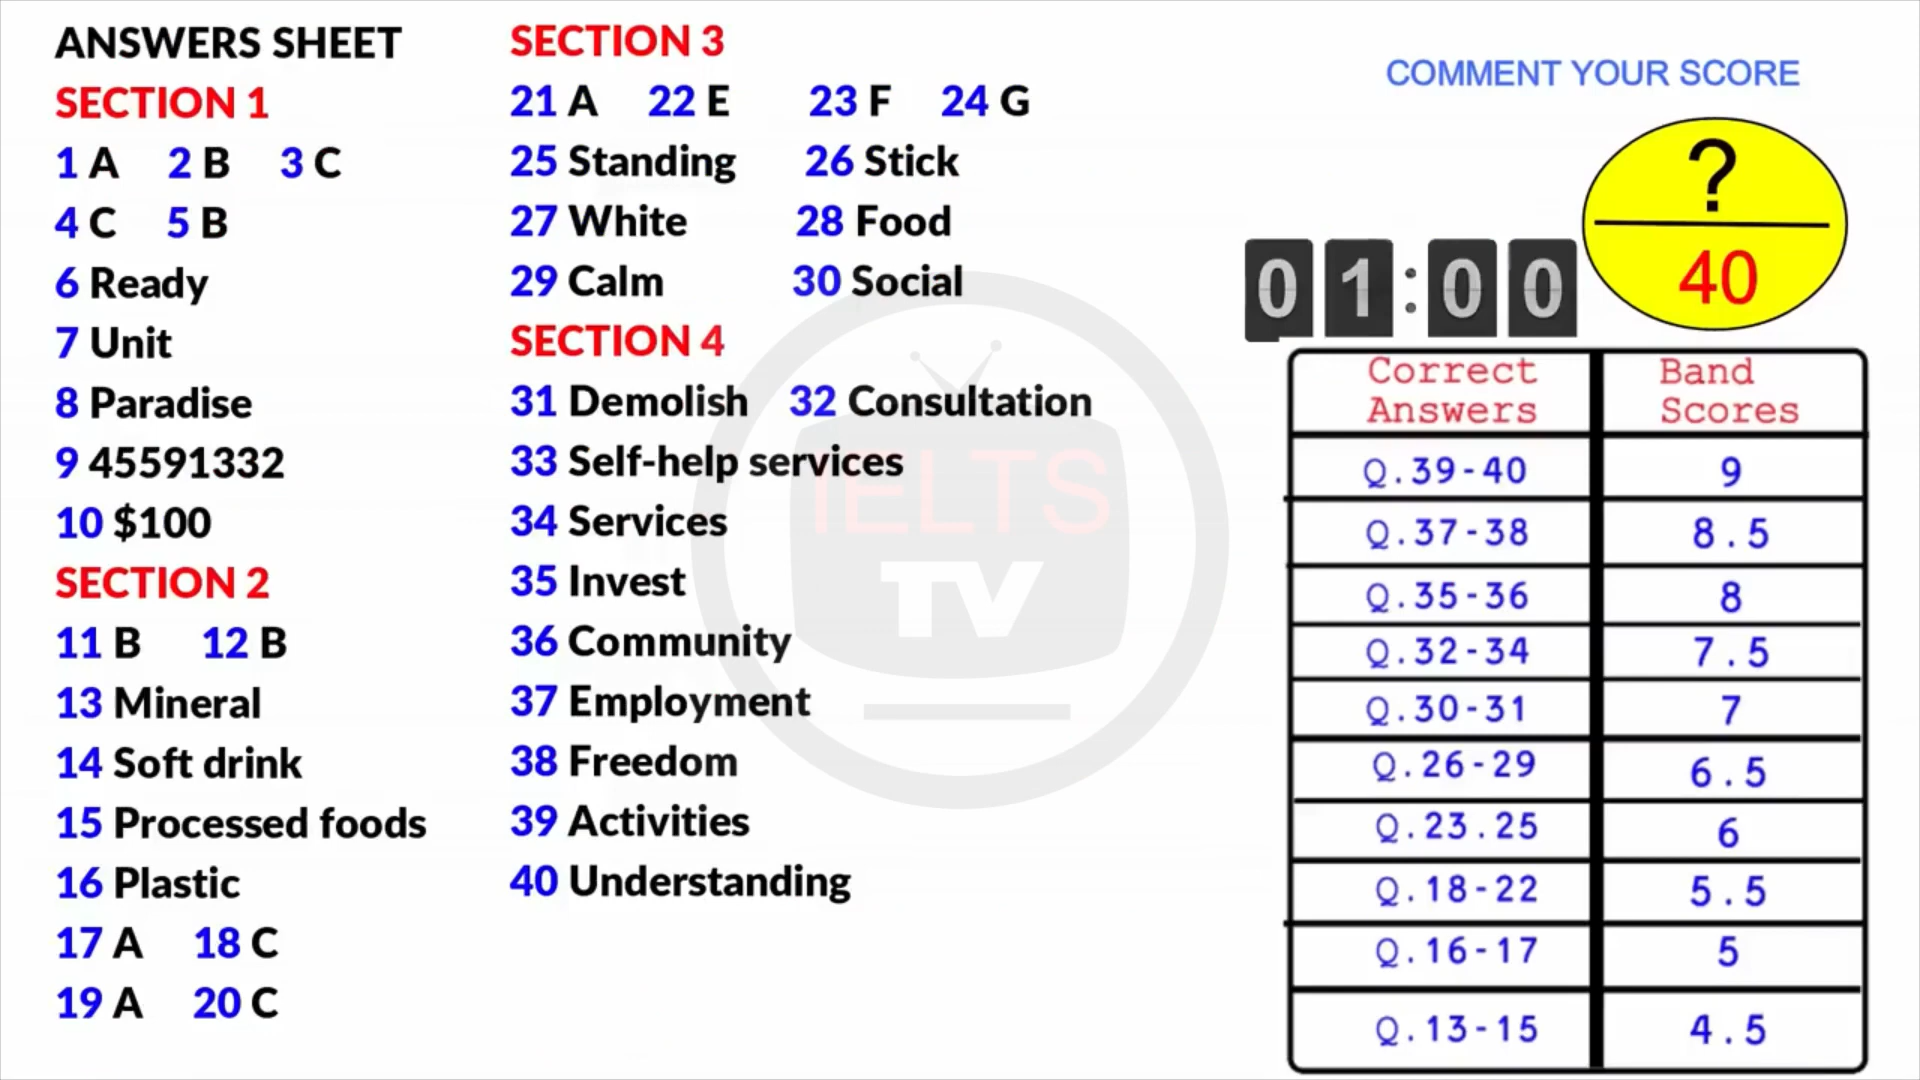 ANSWERS SHEET
SECTION 1
1 A 2 B 3 C
4 C 5 B
6 Ready
7 Unit
8 Paradise
9 45591332
10 $100
SECTION 2
11 B 12 B
13 Mineral
14 Soft drink
15 Processed foods
16 Plastic
17 A 18 C
19 A 20 C
SECTION 3
21 A 22 E 23 F 24 G
25 Standing 26 Stick
27 White 28 Food
29 Calm 30 Social
SECTION 4
31 Demolish 32 Consultation
33 Self-help services
34 Services
35 Invest
36 Community
37 Employment
38 Freedom
39 Activities
40 Understanding
IELTS
TV
COMMENT YOUR SCORE
?
40
01:00
Correct Answers Band Scores
Q.39-40 9
Q.37-38 8.5
Q.35-36 8
Q.32-34 7.5
Q.30-31 7
Q.26-29 6.5
Q.23.25 6
Q.18-22 5.5
Q.16-17 5
Q.13-15 4.5